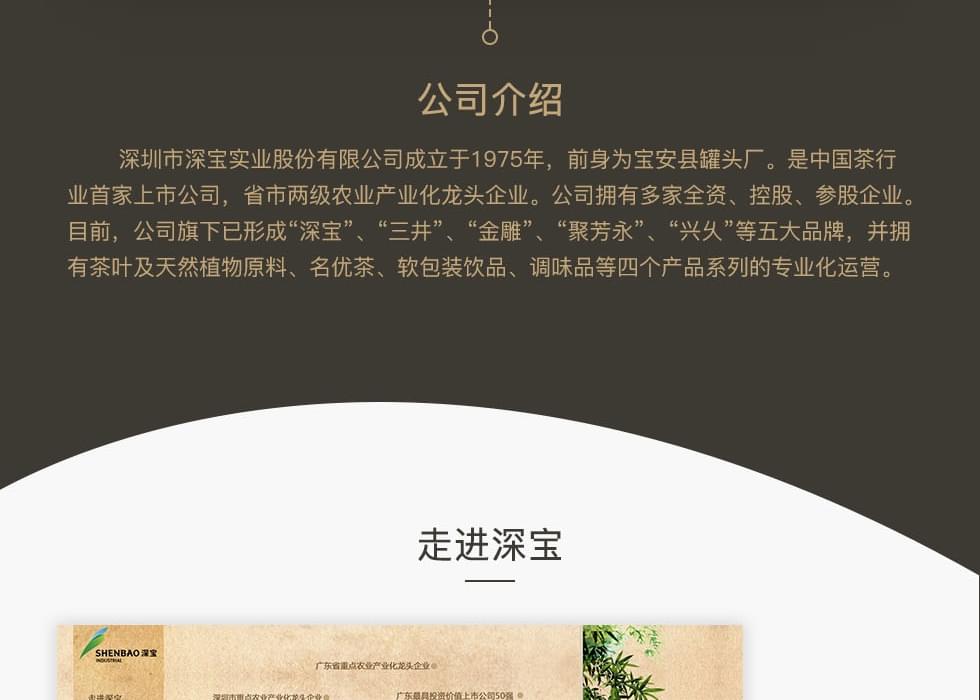 公司介绍
深圳市深宝实业股份有限公司成立于1975年，前身为宝安县罐头厂。是中国茶行
业首家上市公司，省市两级农业产业化龙头企业。公司拥有多家全资、控股、参股企业。
目前，公司旗下已形成“深宝”、“三井”、“金雕”、“聚芳永”、“兴乆”等五大品牌，并拥
有茶叶及天然植物原料、名优茶、软包装饮品、调味品等四个产品系列的专业化运营。
走进深宝
SHENBAO 深宝
INDUSTRIAL
广东省重点农业产业化龙头企业
走进深宝
深圳市重点农业产业化龙头企业
广东最具投资价值上市公司50强